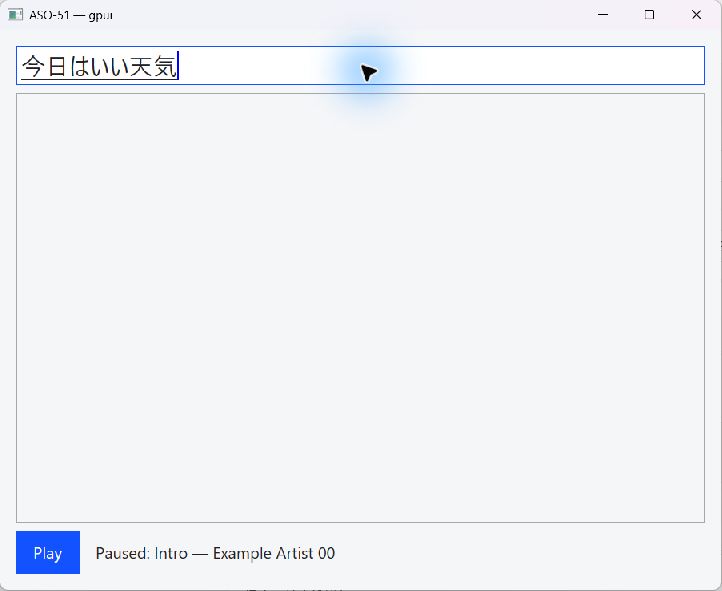 ASO-51 — gpui
今日はいい天気
Play
Paused: Intro — Example Artist 00